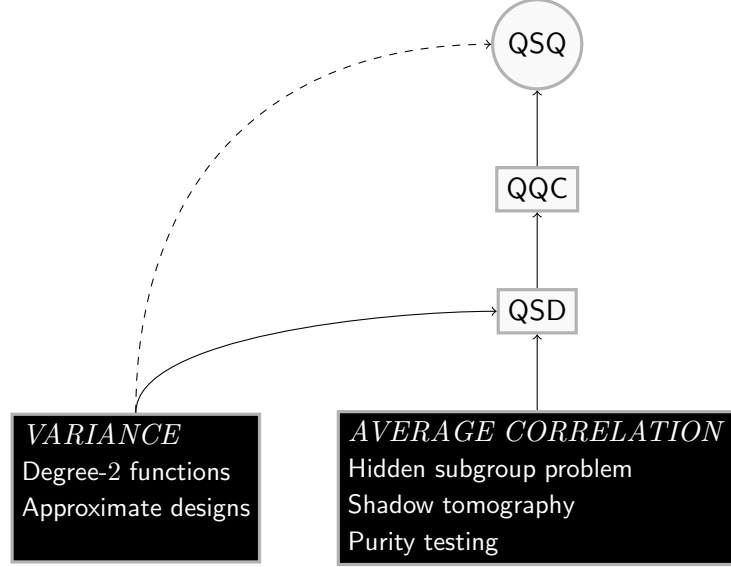 QSQ
QQC
QSD
VARIANCE
Degree-2 functions
Approximate designs
AVERAGE CORRELATION
Hidden subgroup problem
Shadow tomography
Purity testing